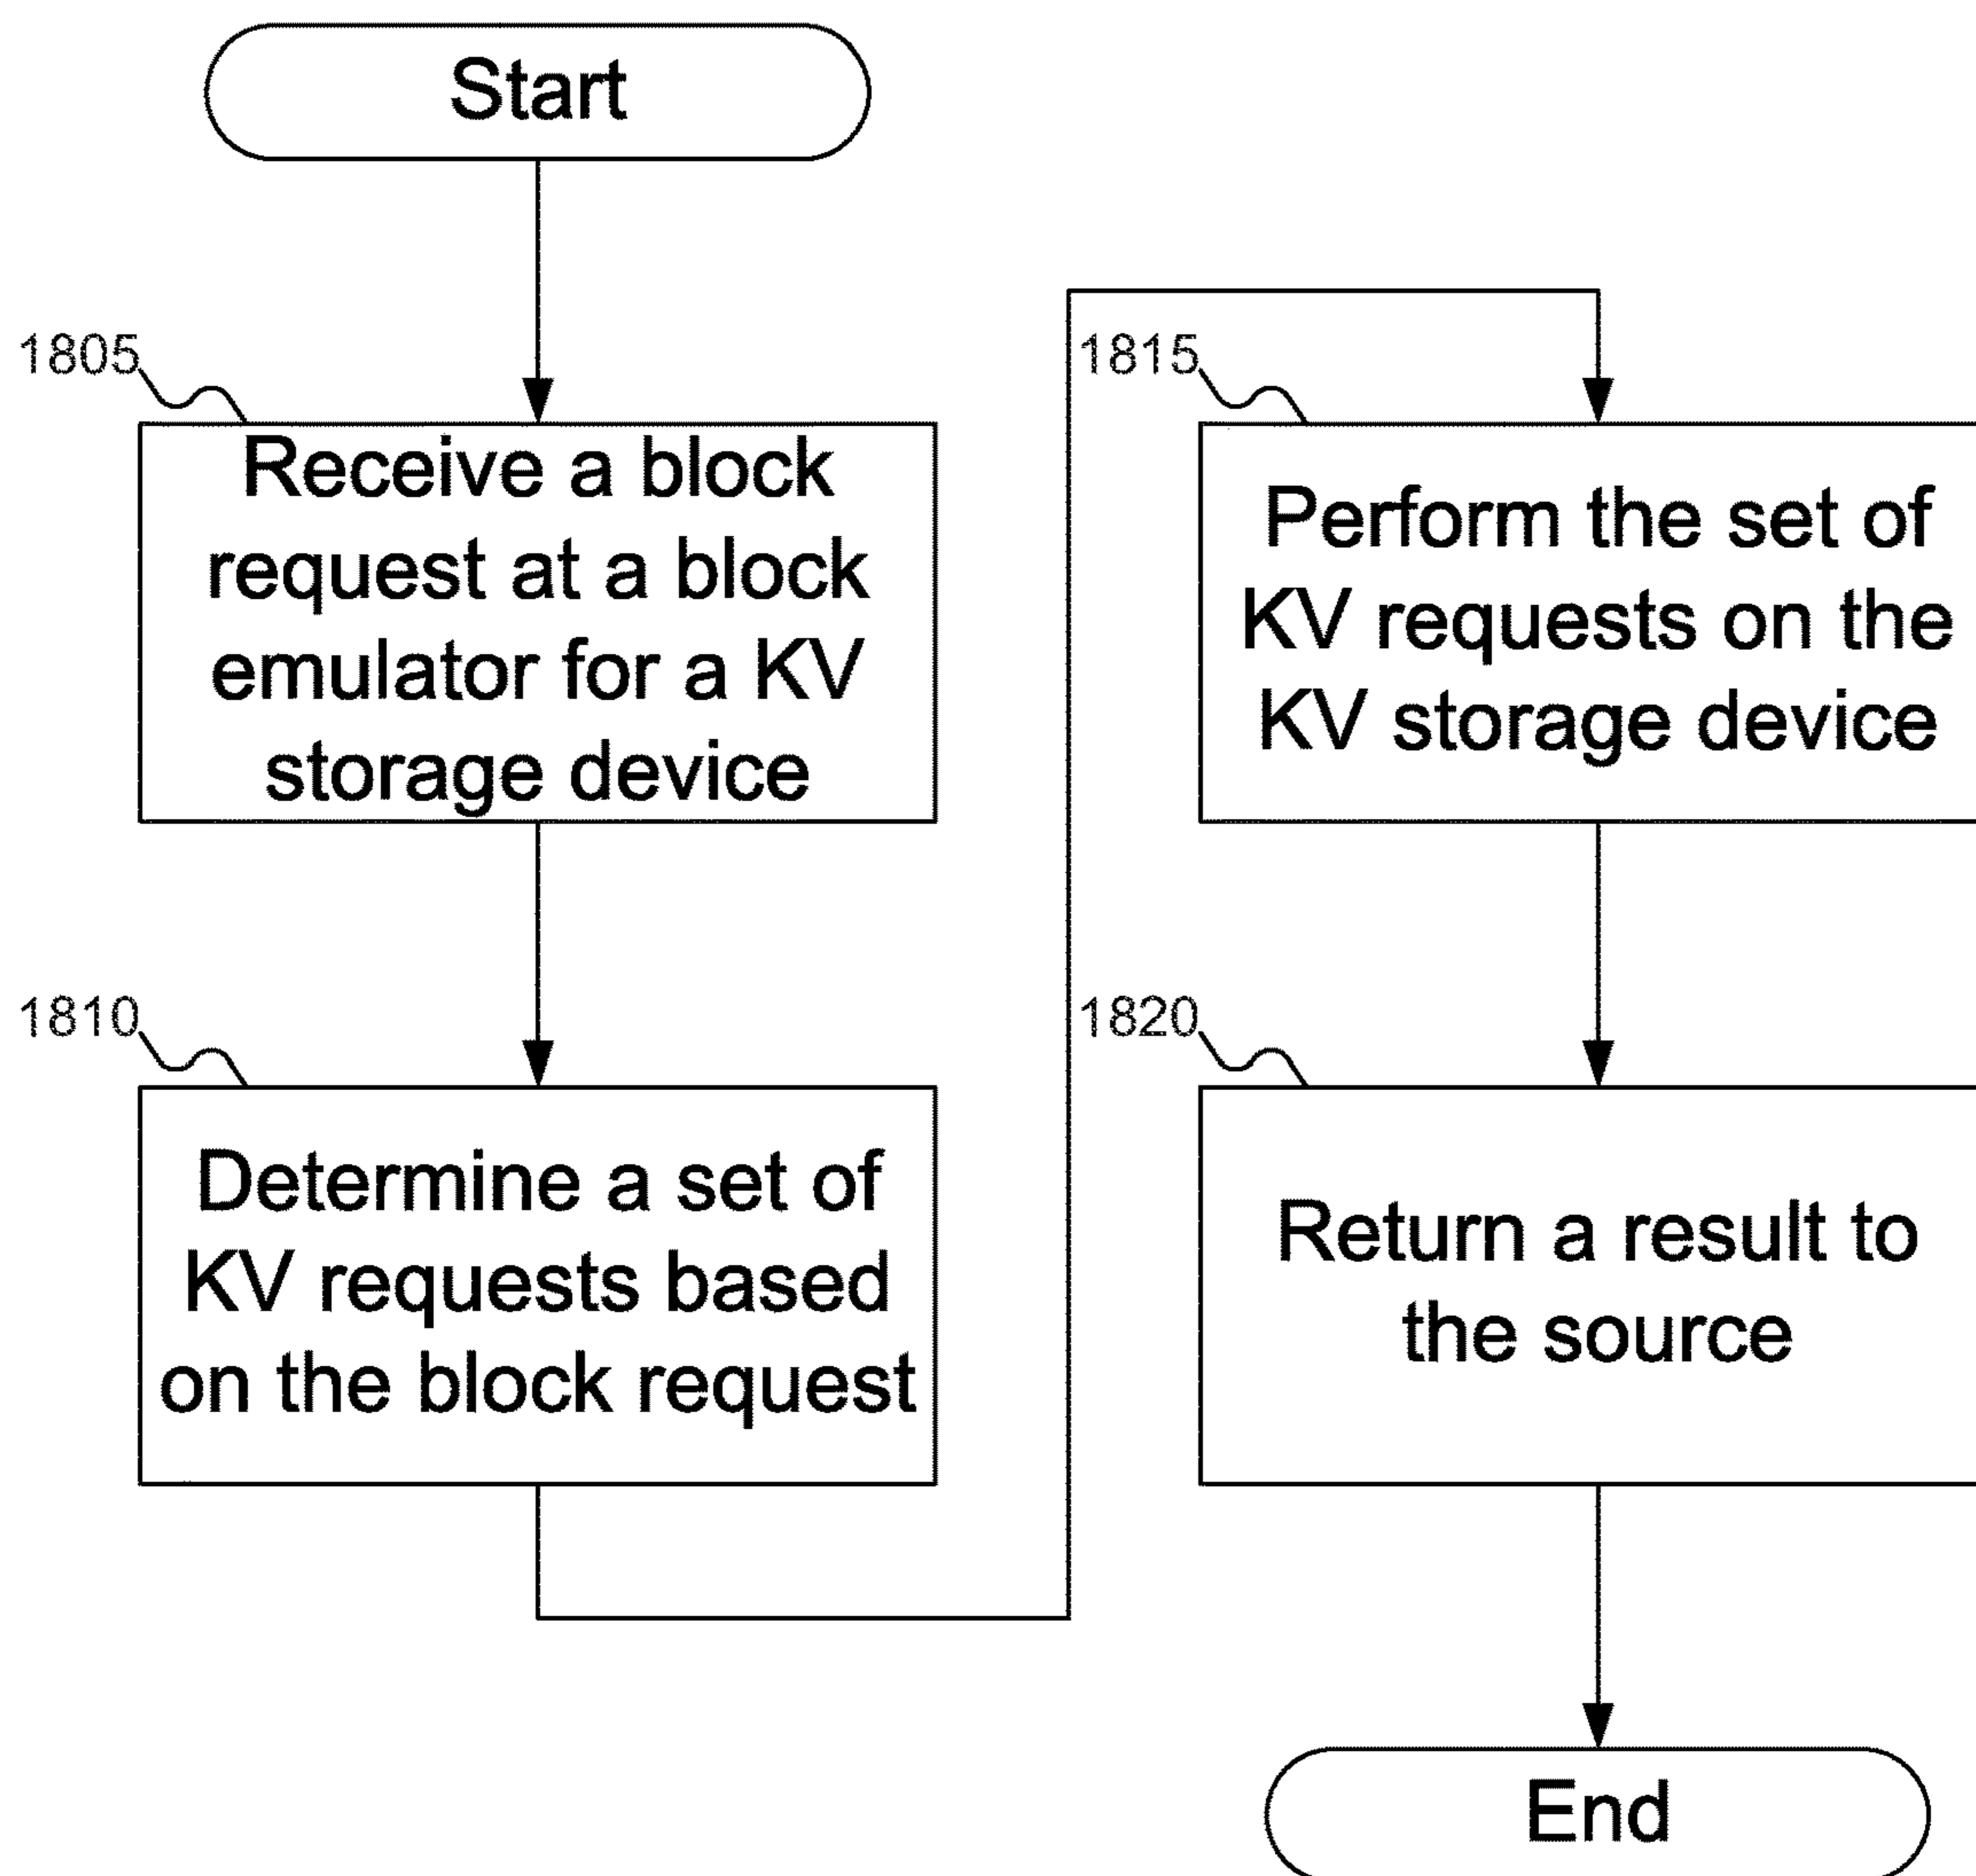 Start
1805
Receive a block
request at a block
emulator for a KV
storage device
1810
Determine a set of
KV requests based
on the block request
1815
Perform the set of
KV requests on the
KV storage device
1820
Return a result to
the source
End